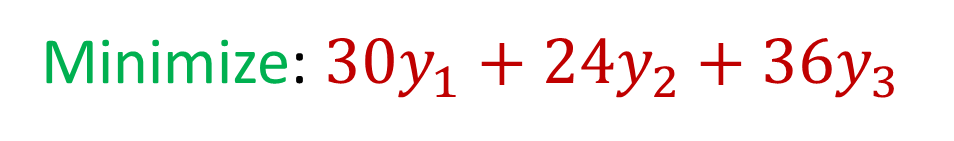 Minimize: 30y₁ + 24y₂ + 36y₃